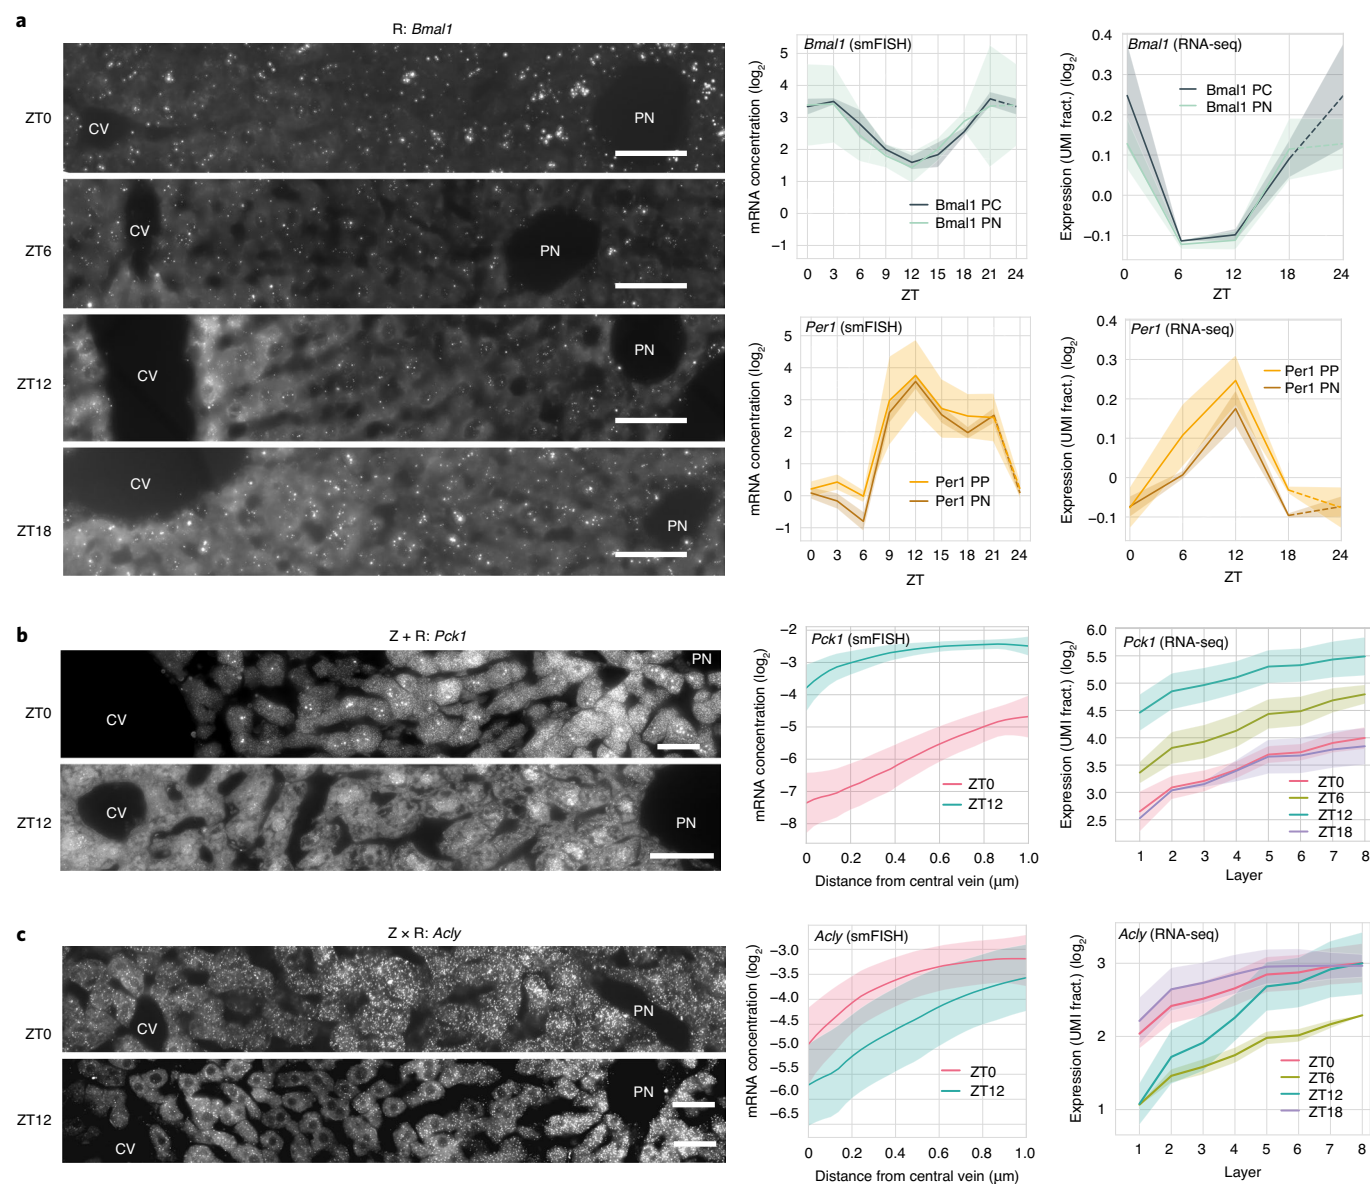 a
R: Bmal1
ZT0
CV
PN
ZT6
CV
PN
ZT12
CV
PN
ZT18
CV
PN
Bmal1 (smFISH)
mRNA concentration (log2)
5
4
3
2
1
0
−1
Bmal1 PC
Bmal1 PN
0 3 6 9 12 15 18 21 24
ZT
Bmal1 (RNA-seq)
Expression (UMI fract.) (log2)
0.4
0.3
0.2
0.1
0.0
−0.1
Bmal1 PC
Bmal1 PN
0 6 12 18 24
ZT
Per1 (smFISH)
mRNA concentration (log2)
5
4
3
2
1
0
−1
Per1 PP
Per1 PN
0 3 6 9 12 15 18 21 24
ZT
Per1 (RNA-seq)
Expression (UMI fract.) (log2)
0.4
0.3
0.2
0.1
0
−0.1
Per1 PP
Per1 PN
0 6 12 18 24
ZT
b
Z + R: Pck1
ZT0
CV
PN
ZT12
CV
PN
Pck1 (smFISH)
mRNA concentration (log2)
−2
−3
−4
−5
−6
−7
−8
ZT0
ZT12
0 0.2 0.4 0.6 0.8 1.0
Distance from central vein (μm)
Pck1 (RNA-seq)
Expression (UMI fract.) (log2)
6.0
5.5
5.0
4.5
4.0
3.5
3.0
2.5
ZT0
ZT6
ZT12
ZT18
1 2 3 4 5 6 7 8
Layer
c
Z × R: Acly
ZT0
CV
PN
ZT12
CV
PN
Acly (smFISH)
mRNA concentration (log2)
−3.0
−3.5
−4.0
−4.5
−5.0
−5.5
−6.0
−6.5
ZT0
ZT12
0 0.2 0.4 0.6 0.8 1.0
Distance from central vein (μm)
Acly (RNA-seq)
Expression (UMI fract.) (log2)
3
2
1
ZT0
ZT6
ZT12
ZT18
1 2 3 4 5 6 7 8
Layer